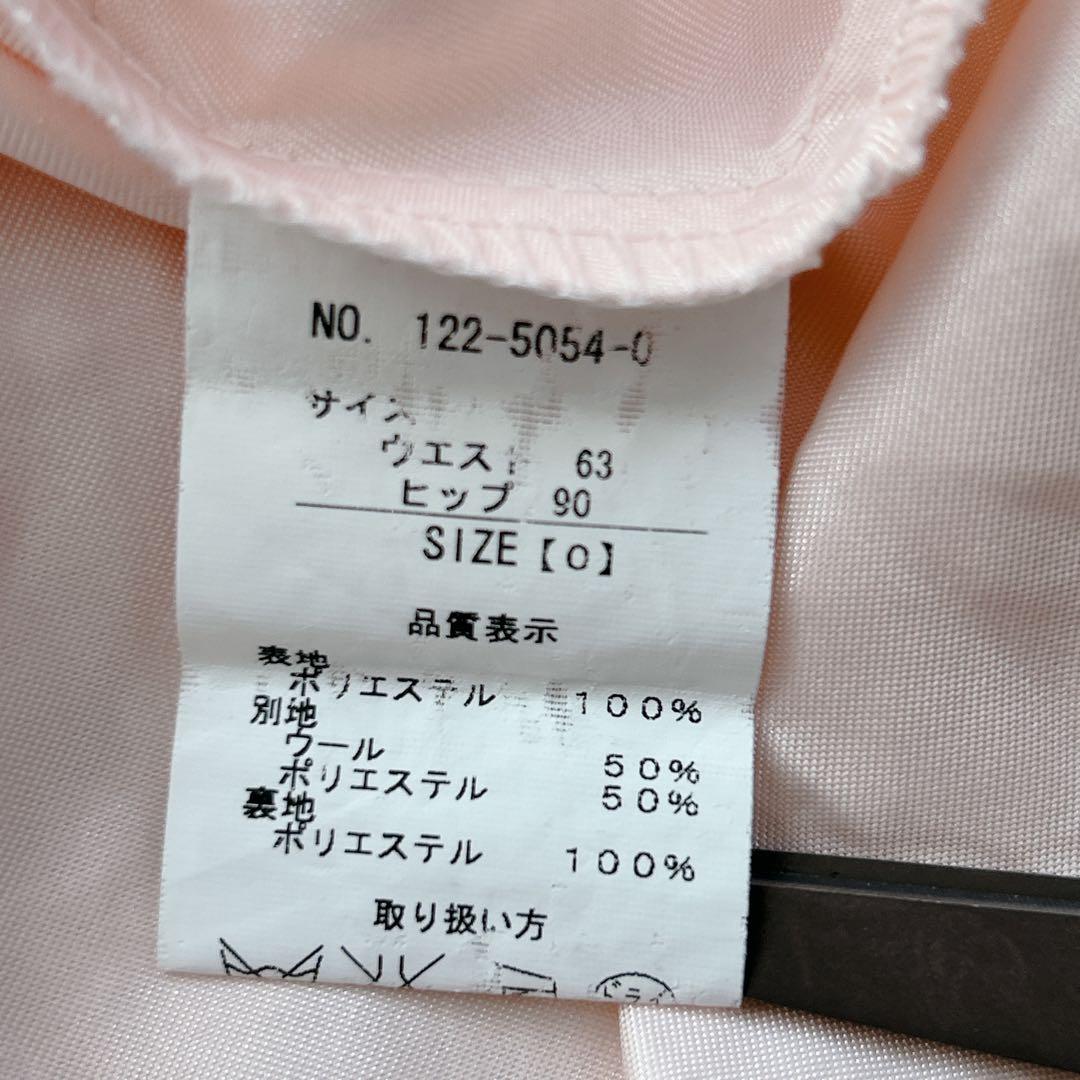 NO. 122-5054-0
サイズ
ウエスト 63
ヒップ 90
SIZE【0】
品質表示
表地
ポリエステル 100%
別地
ウール 50%
ポリエステル 50%
裏地
ポリエステル 100%
取り扱い方
ドライ